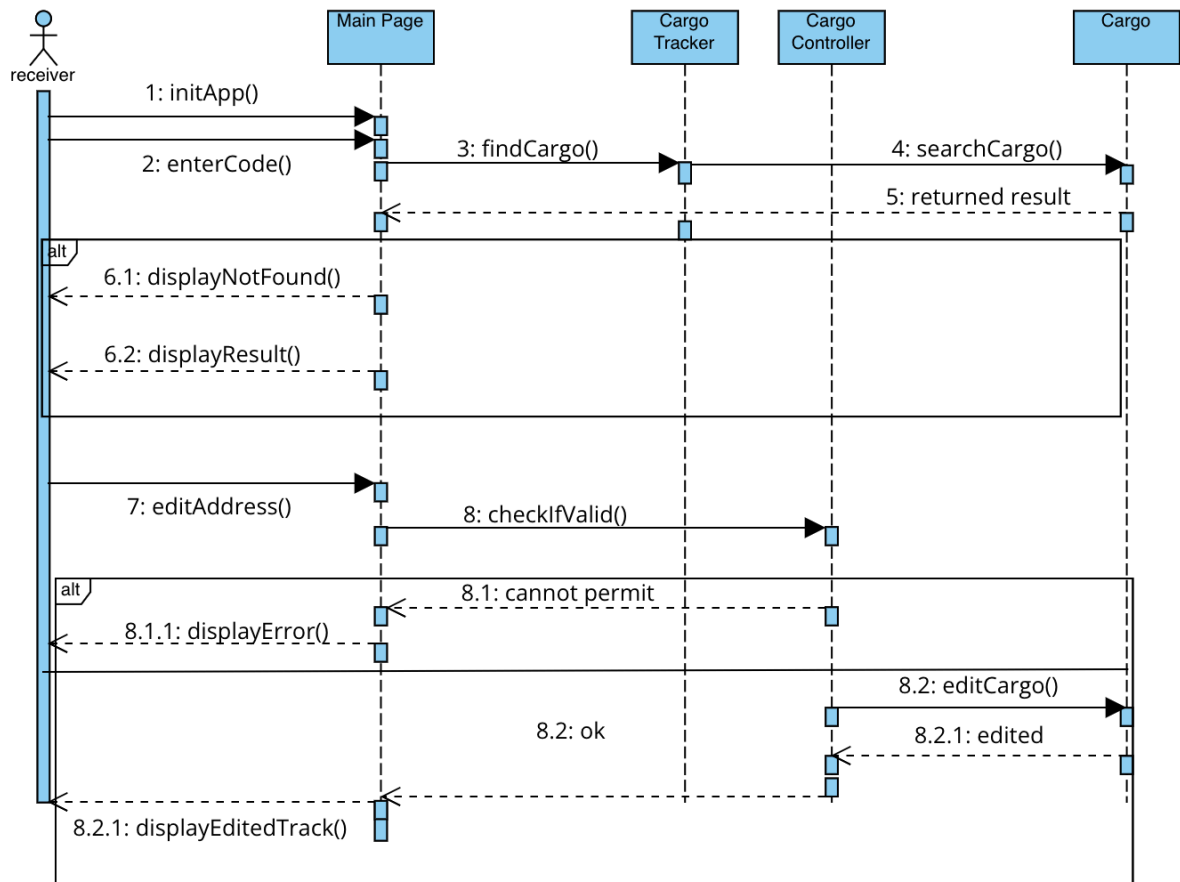 Main Page
Cargo
Tracker
Cargo
Controller
Cargo
receiver
1: initApp()
2: enterCode()
3: findCargo()
4: searchCargo()
5: returned result
alt
6.1: displayNotFound()
6.2: displayResult()
7: editAddress()
8: checkIfValid()
alt
8.1: cannot permit
8.1.1: displayError()
8.2: editCargo()
8.2: ok
8.2.1: edited
8.2.1: displayEditedTrack()